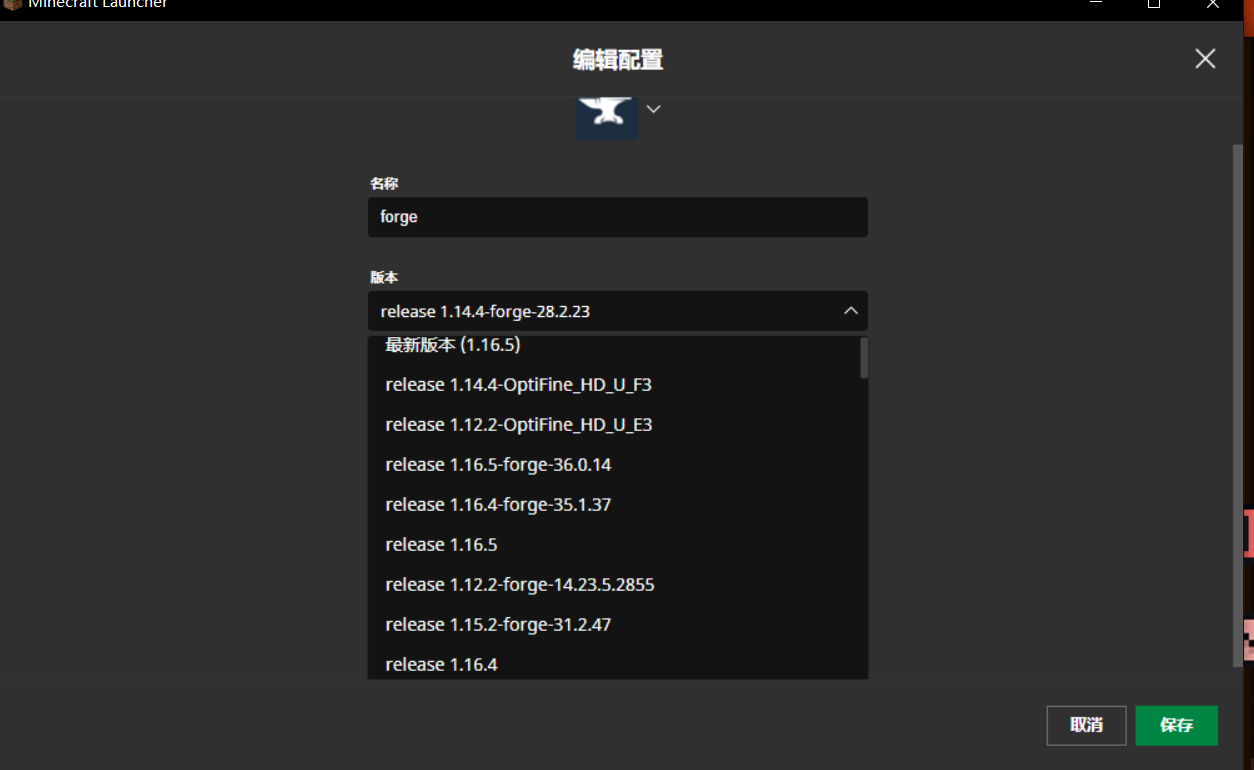 Minecraft Launcher
编辑配置
名称
forge
版本
release 1.14.4-forge-28.2.23
最新版本 (1.16.5)
release 1.14.4-OptiFine_HD_U_F3
release 1.12.2-OptiFine_HD_U_E3
release 1.16.5-forge-36.0.14
release 1.16.4-forge-35.1.37
release 1.16.5
release 1.12.2-forge-14.23.5.2855
release 1.15.2-forge-31.2.47
release 1.16.4
取消
保存